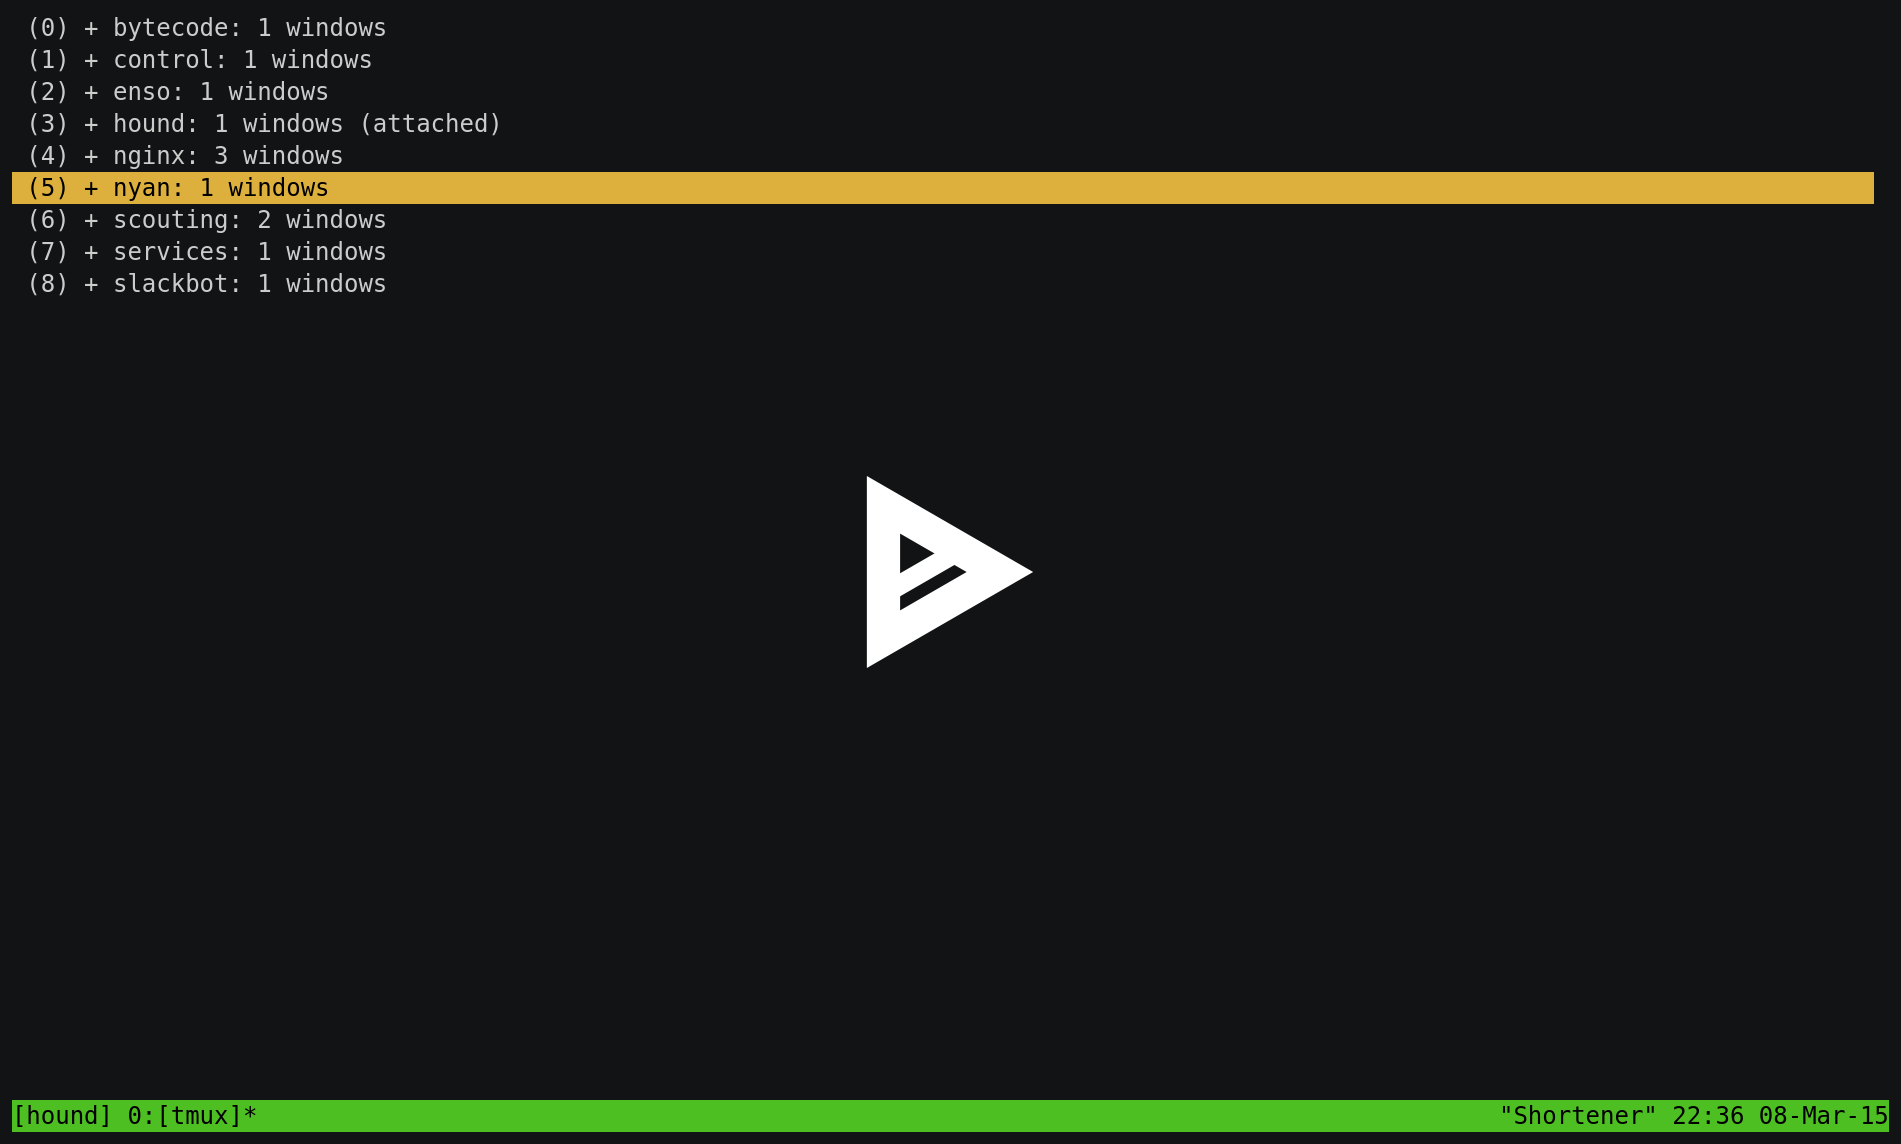 (0) + bytecode: 1 windows
(1) + control: 1 windows
(2) + enso: 1 windows
(3) + hound: 1 windows (attached)
(4) + nginx: 3 windows
(5) + nyan: 1 windows
(6) + scouting: 2 windows
(7) + services: 1 windows
(8) + slackbot: 1 windows
[hound] 0:[tmux]* "Shortener" 22:36 08-Mar-15